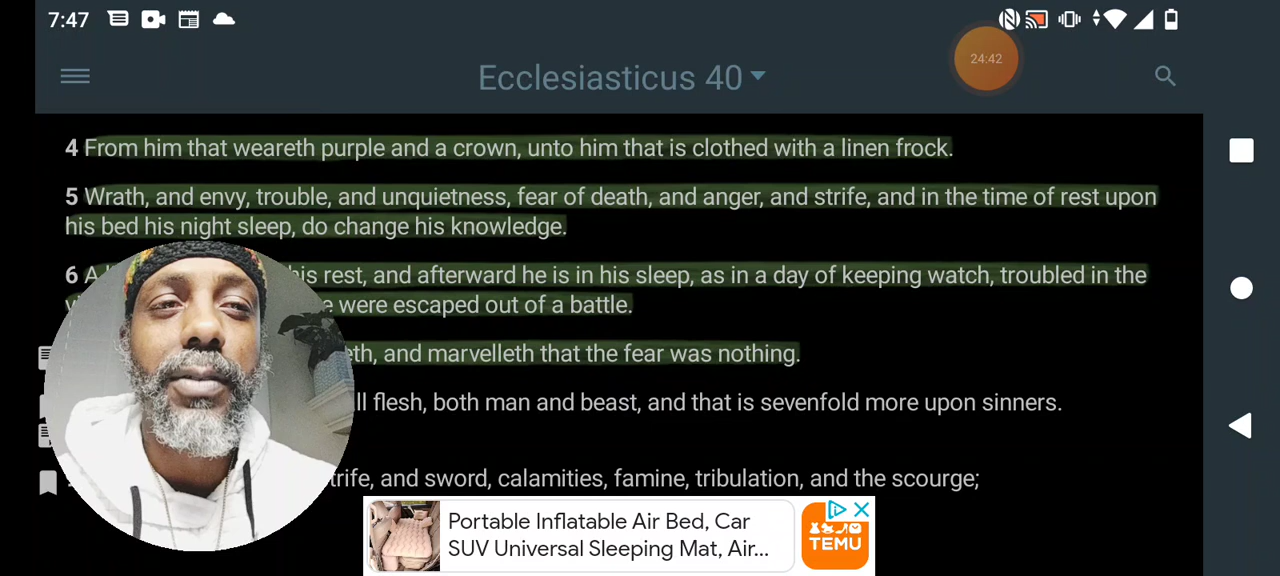 7:47
24:42
Ecclesiasticus 40
4 From him that weareth purple and a crown, unto him that is clothed with a linen frock.
5 Wrath, and envy, trouble, and unquietness, fear of death, and anger, and strife, and in the time of rest upon
his bed his night sleep, do change his knowledge.
6 A his rest, and afterward he is in his sleep, as in a day of keeping watch, troubled in the
were escaped out of a battle.
eth, and marvelleth that the fear was nothing.
ll flesh, both man and beast, and that is sevenfold more upon sinners.
trife, and sword, calamities, famine, tribulation, and the scourge;
Portable Inflatable Air Bed, Car
SUV Universal Sleeping Mat, Air...
TEMU